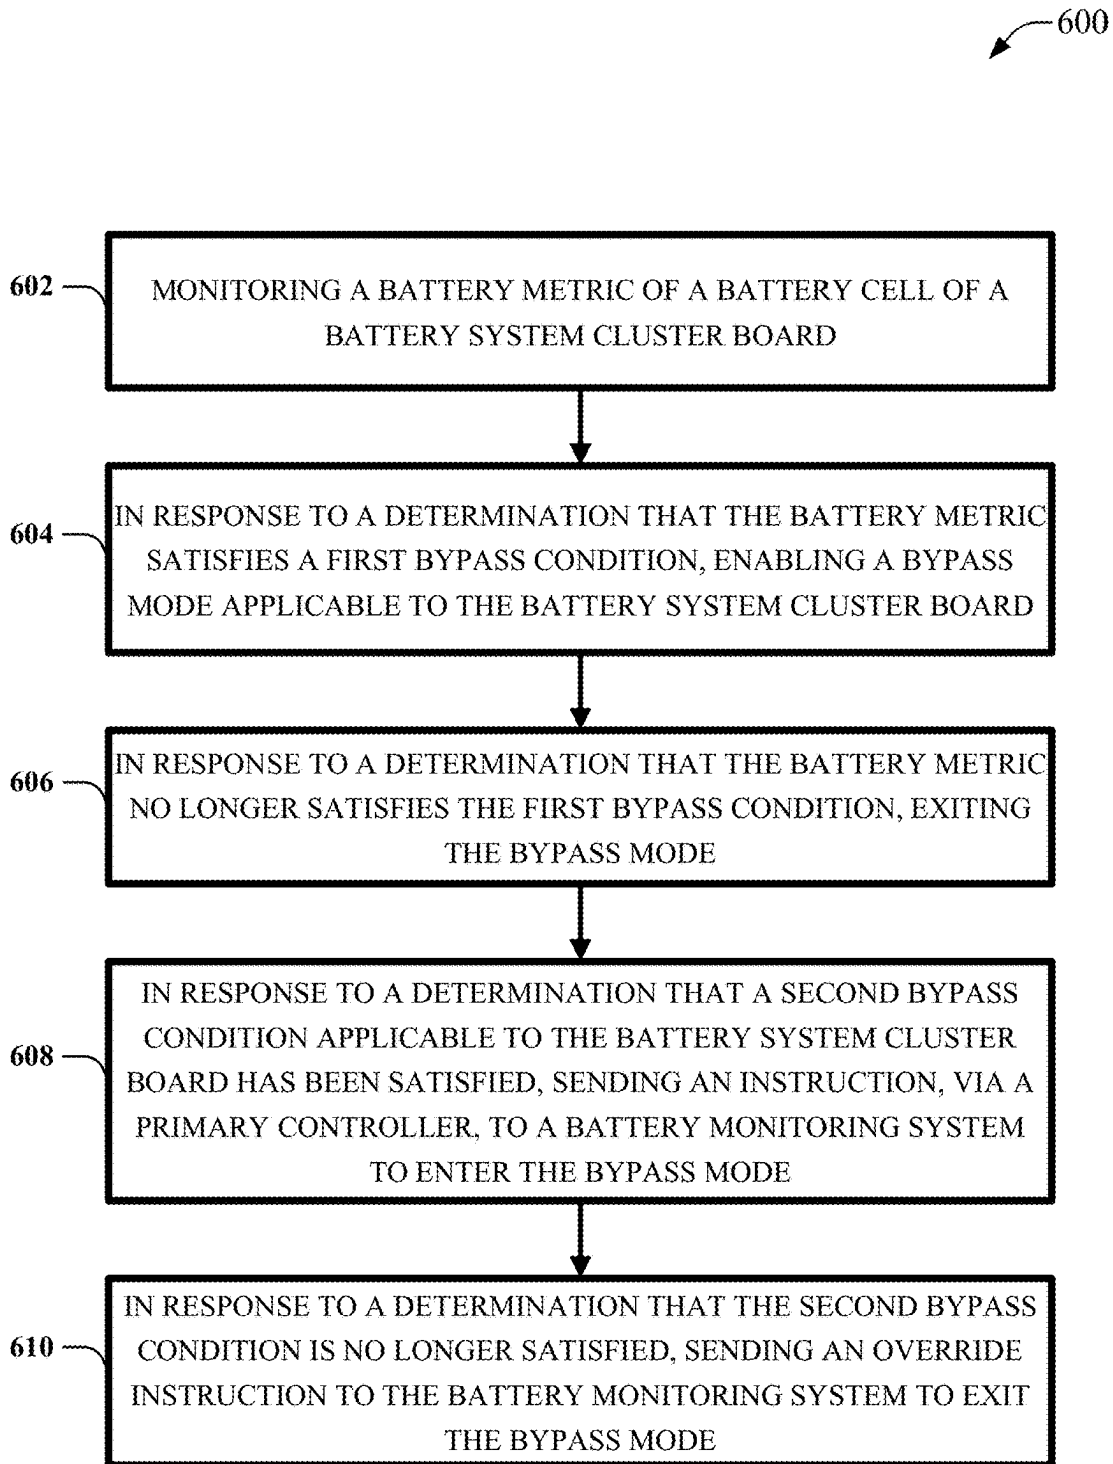 600
602
MONITORING A BATTERY METRIC OF A BATTERY CELL OF A
BATTERY SYSTEM CLUSTER BOARD
604
IN RESPONSE TO A DETERMINATION THAT THE BATTERY METRIC
SATISFIES A FIRST BYPASS CONDITION, ENABLING A BYPASS
MODE APPLICABLE TO THE BATTERY SYSTEM CLUSTER BOARD
606
IN RESPONSE TO A DETERMINATION THAT THE BATTERY METRIC
NO LONGER SATISFIES THE FIRST BYPASS CONDITION, EXITING
THE BYPASS MODE
608
IN RESPONSE TO A DETERMINATION THAT A SECOND BYPASS
CONDITION APPLICABLE TO THE BATTERY SYSTEM CLUSTER
BOARD HAS BEEN SATISFIED, SENDING AN INSTRUCTION, VIA A
PRIMARY CONTROLLER, TO A BATTERY MONITORING SYSTEM
TO ENTER THE BYPASS MODE
610
IN RESPONSE TO A DETERMINATION THAT THE SECOND BYPASS
CONDITION IS NO LONGER SATISFIED, SENDING AN OVERRIDE
INSTRUCTION TO THE BATTERY MONITORING SYSTEM TO EXIT
THE BYPASS MODE